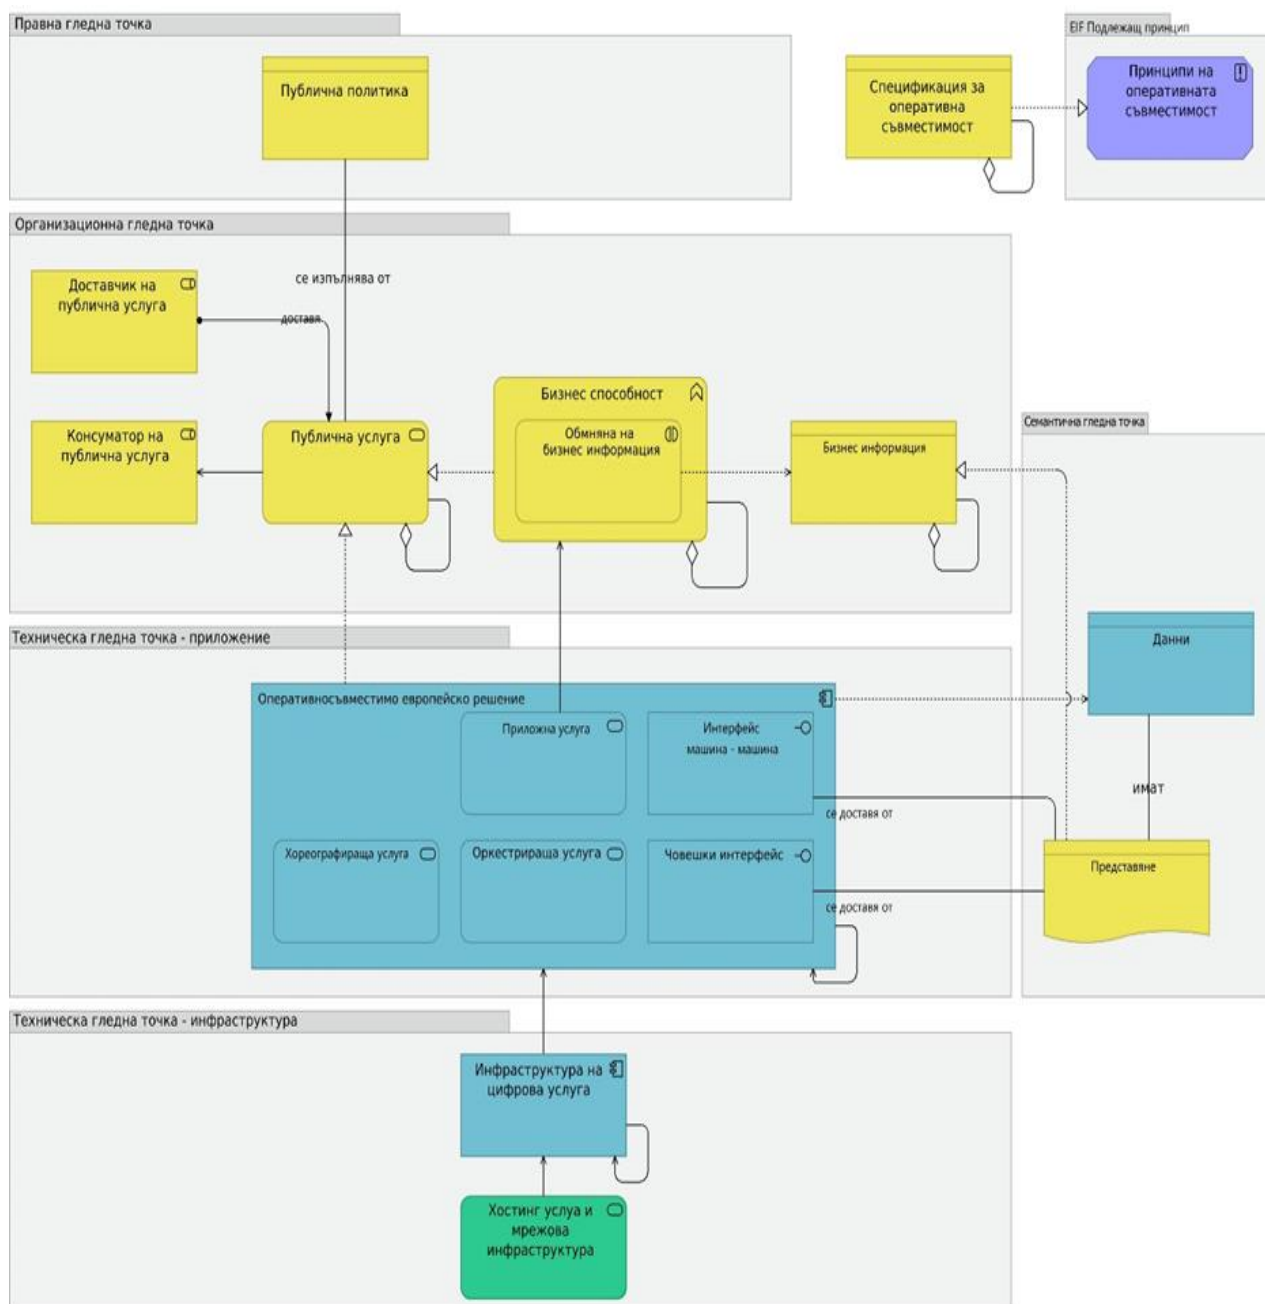 Правна гледна точка
Публична политика
Спецификация за
оперативна
съвместимост
EIF Подлежащ принцип
Принципи на
оперативната
съвместимост
Организационна гледна точка
се изпълнява от
Доставчик на
публична услуга
доставя
Консуматор на
публична услуга
Публична услуга
Бизнес способност
Обмняна на
бизнес информация
Бизнес информация
Семантична гледна точка
Данни
имат
Представяне
Техническа гледна точка - приложение
Оперативносъвместимо европейско решение
Приложна услуга
Интерфейс
машина - машина
се доставя от
Хореографираща услуга
Оркестрираща услуга
Човешки интерфейс
се доставя от
Техническа гледна точка - инфраструктура
Инфраструктура на
цифрова услуга
Хостинг услуа и
мрежова
инфраструктура